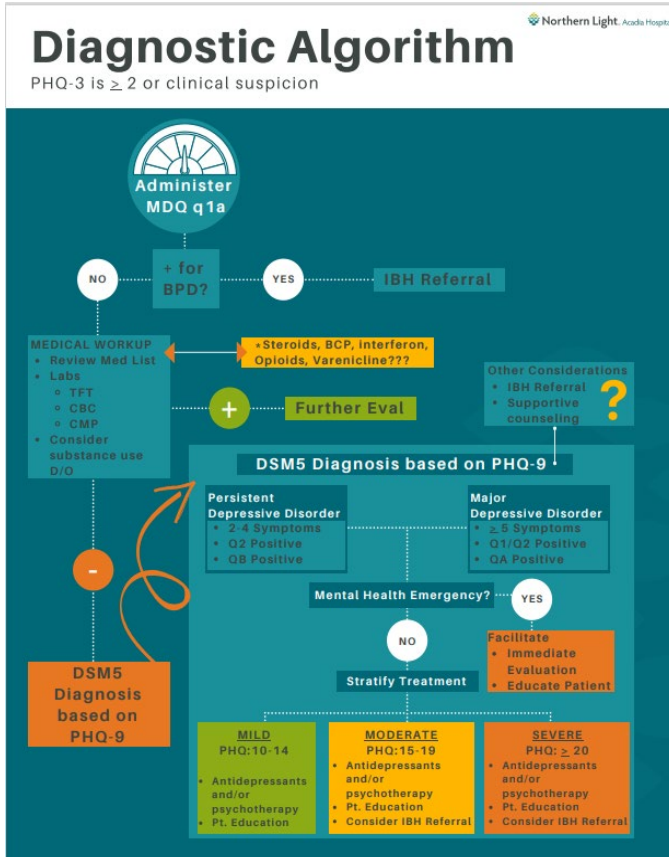 Northern Light. Acadia Hospital
Diagnostic Algorithm
PHQ-3 is ≥ 2 or clinical suspicion
Administer
MDQ q1a
NO
+ for
BPD?
YES
IBH Referral
MEDICAL WORKUP
• Review Med List
• Labs
○ TFT
○ CBC
○ CMP
• Consider
substance use
D/O
*Steroids, BCP, interferon,
Opioids, Varenicline???
+
Further Eval
Other Considerations
• IBH Referral
• Supportive
counseling
?
DSM5 Diagnosis based on PHQ-9
Persistent
Depressive Disorder
• 2-4 Symptoms
• Q2 Positive
• QB Positive
Major
Depressive Disorder
• ≥ 5 Symptoms
• Q1/Q2 Positive
• QA Positive
-
Mental Health Emergency?
YES
NO
Facilitate
• Immediate
Evaluation
• Educate Patient
DSM5
Diagnosis
based on
PHQ-9
Stratify Treatment
MILD
PHQ:10-14
• Antidepressants
and/or
psychotherapy
• Pt. Education
MODERATE
PHQ:15-19
• Antidepressants
and/or
psychotherapy
• Pt. Education
• Consider IBH Referral
SEVERE
PHQ: ≥ 20
• Antidepressants
and/or
psychotherapy
• Pt. Education
• Consider IBH Referral